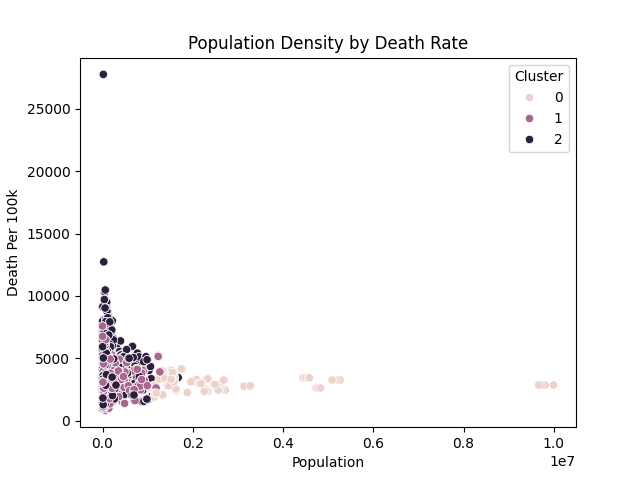 Population Density by Death Rate
Cluster
0
1
2
25000
20000
15000
10000
5000
0
Death Per 100k
0.0 0.2 0.4 0.6 0.8 1.0
1e7
Population